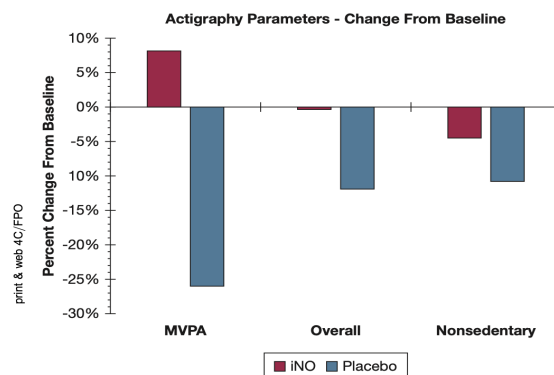 Actigraphy Parameters - Change From Baseline
Percent Change From Baseline
10%
5%
0%
-5%
10%
-15%
-20%
-25%
-30%
MVPA
Overall
Nonsedentary
iNO
Placebo
print & web 4C/FPO